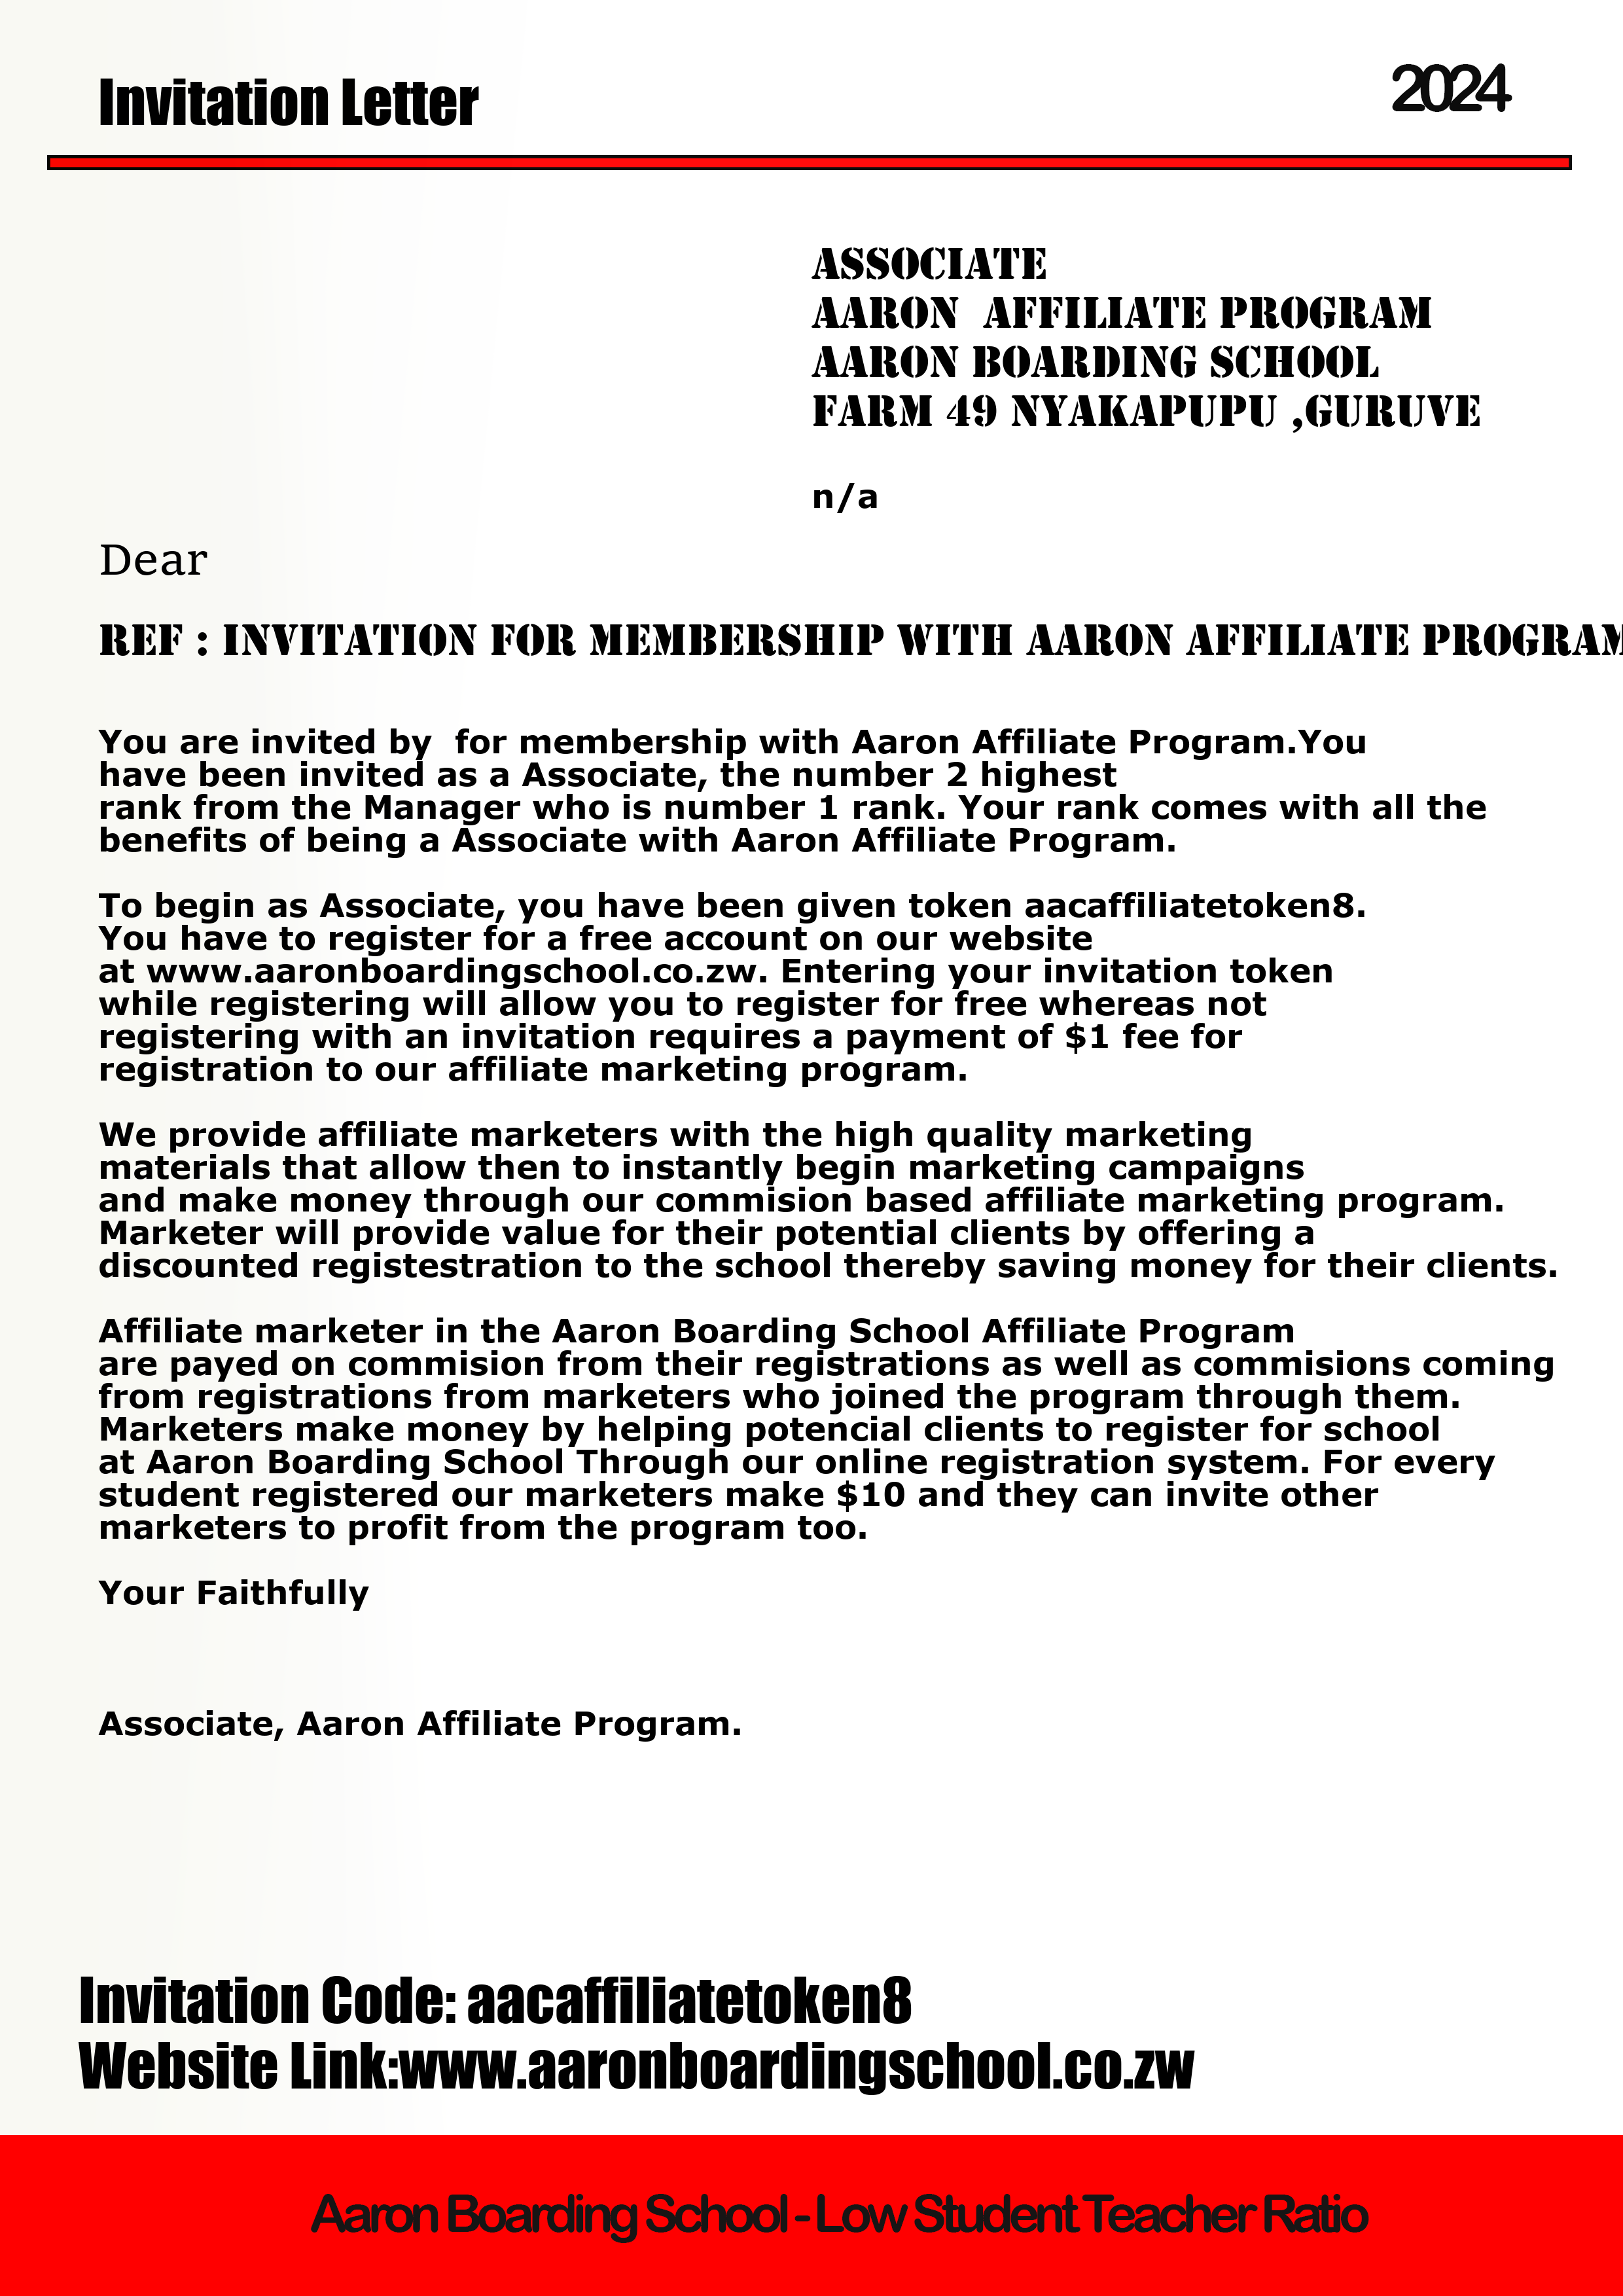 Invitation Letter
2024
ASSOCIATE
AARON  AFFILIATE PROGRAM
AARON BOARDING SCHOOL
FARM 49 NYAKAPUPU ,GURUVE
n/a
Dear
REF : INVITATION FOR MEMBERSHIP WITH AARON AFFILIATE PROGRAM
You are invited by  for membership with Aaron Affiliate Program.You
have been invited as a Associate, the number 2 highest
rank from the Manager who is number 1 rank. Your rank comes with all the
benefits of being a Associate with Aaron Affiliate Program.
To begin as Associate, you have been given token aacaffiliatetoken8.
You have to register for a free account on our website
at www.aaronboardingschool.co.zw. Entering your invitation token
while registering will allow you to register for free whereas not
registering with an invitation requires a payment of $1 fee for
registration to our affiliate marketing program.
We provide affiliate marketers with the high quality marketing
materials that allow then to instantly begin marketing campaigns
and make money through our commision based affiliate marketing program.
Marketer will provide value for their potential clients by offering a
discounted registestration to the school thereby saving money for their clients.
Affiliate marketer in the Aaron Boarding School Affiliate Program
are payed on commision from their registrations as well as commisions coming
from registrations from marketers who joined the program through them.
Marketers make money by helping potencial clients to register for school
at Aaron Boarding School Through our online registration system. For every
student registered our marketers make $10 and they can invite other
marketers to profit from the program too.
Your Faithfully
Associate, Aaron Affiliate Program.
Invitation Code: aacaffiliatetoken8
Website Link:www.aaronboardingschool.co.zw
Aaron Boarding School - Low Student Teacher Ratio